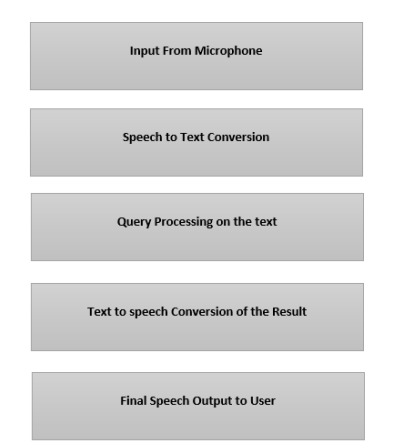 Input From Microphone
Speech to Text Conversion
Query Processing on the text
Text to speech Conversion of the Result
Final Speech Output to User